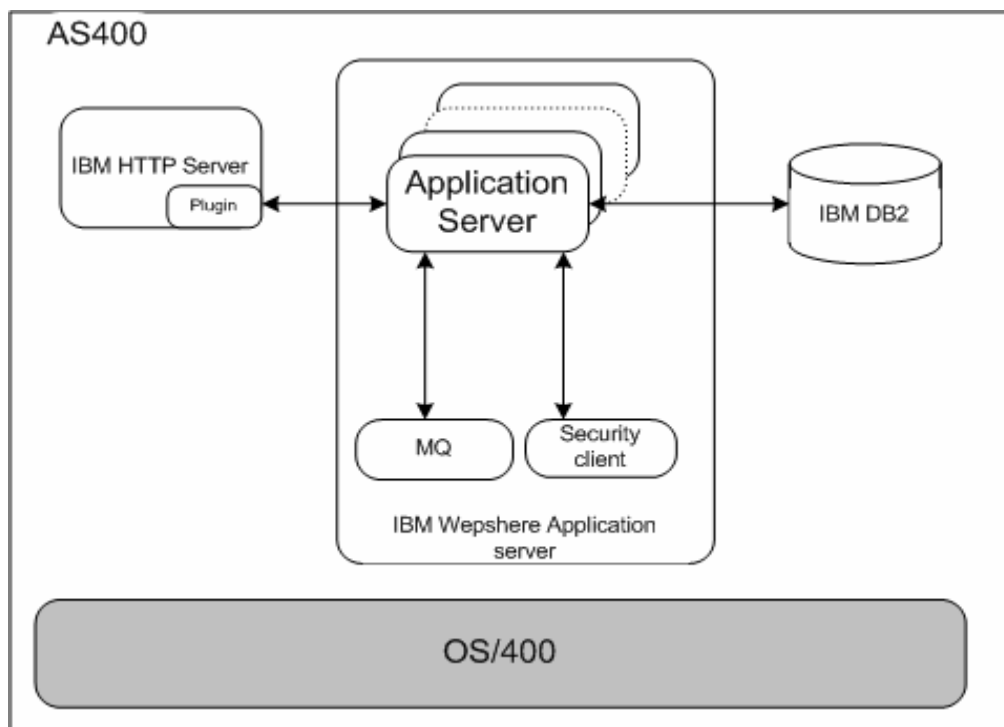 AS400
IBM HTTP Server
Plugin
Application
Server
IBM DB2
MQ
Security
client
IBM Wepshere Application
server
OS/400